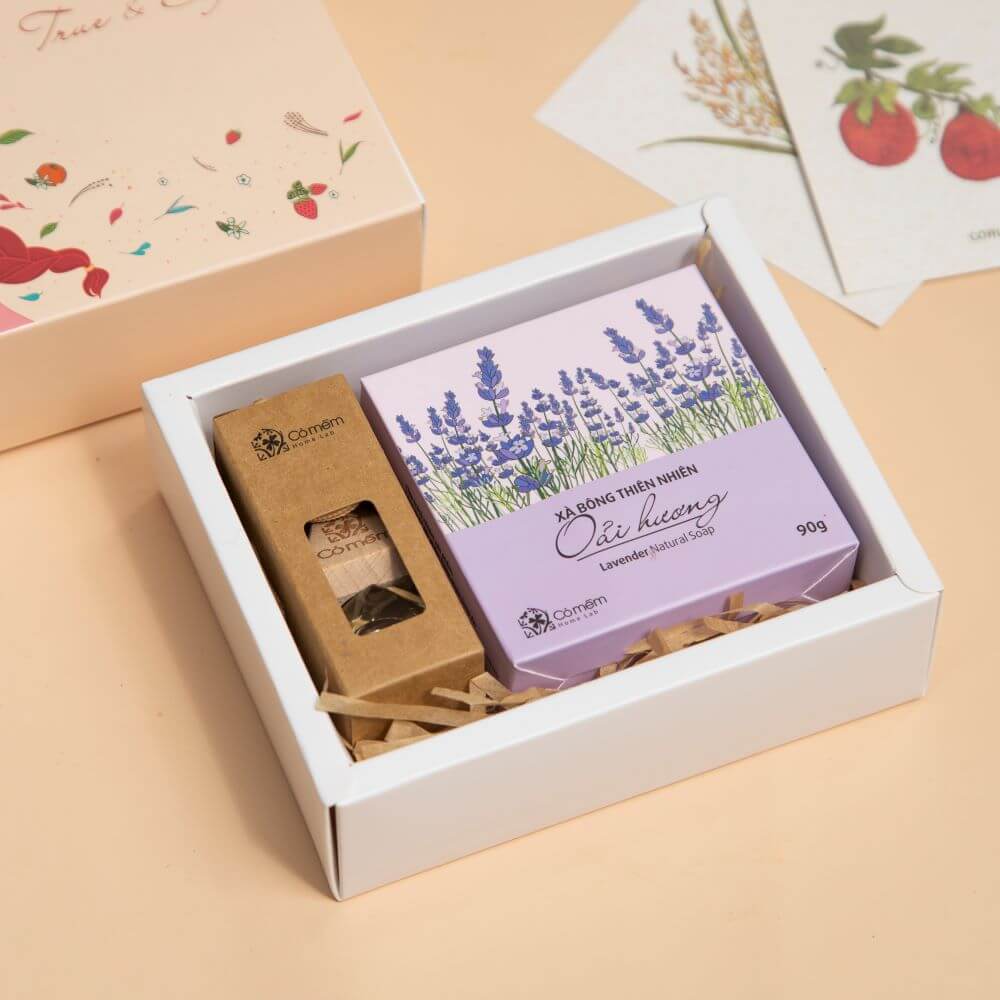 True &
Cỏ mềm
Home Lab
Cỏ mềm
XÀ BÔNG THIÊN NHIÊN
Oải hương
Lavender Natural Soap
90g
Cỏ mềm
Home Lab